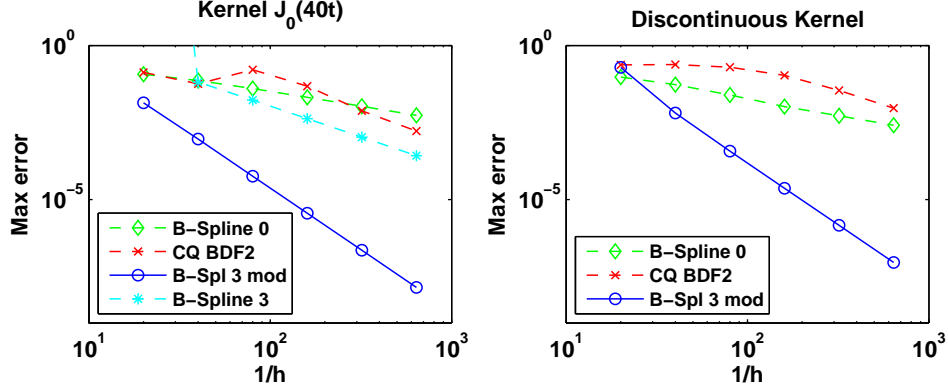 Kernel J_0(40t)
10^0
10^-5
Max error
B-Spline 0
CQ BDF2
B-Spl 3 mod
B-Spline 3
10^1
10^2
10^3
1/h
Discontinuous Kernel
10^0
10^-5
Max error
B-Spline 0
CQ BDF2
B-Spl 3 mod
10^1
10^2
10^3
1/h